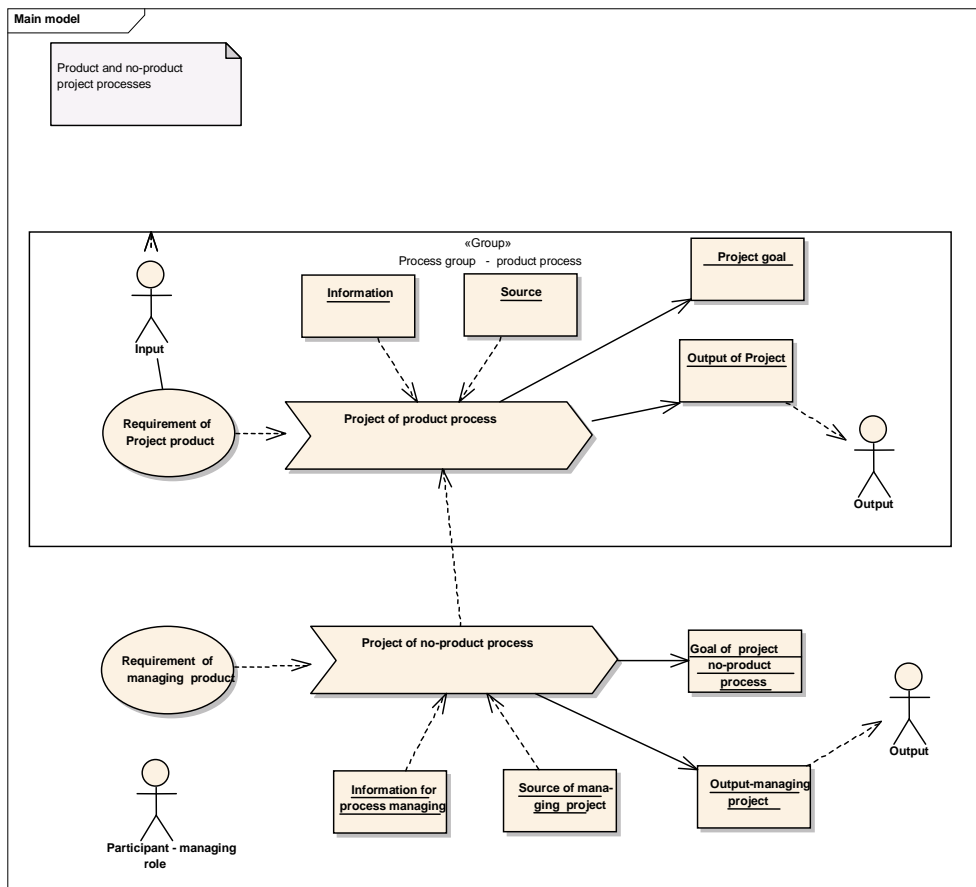 Main model
Product and no-product
project processes
«Group»
Process group - product process
Information
Source
Project goal
Input
Output of Project
Requirement of
Project product
Project of product process
Output
Requirement of
managing product
Project of no-product process
Goal of project
no-product
process
Output
Information for
process managing
Source of mana-
ging project
Output-managing
project
Participant - managing
role